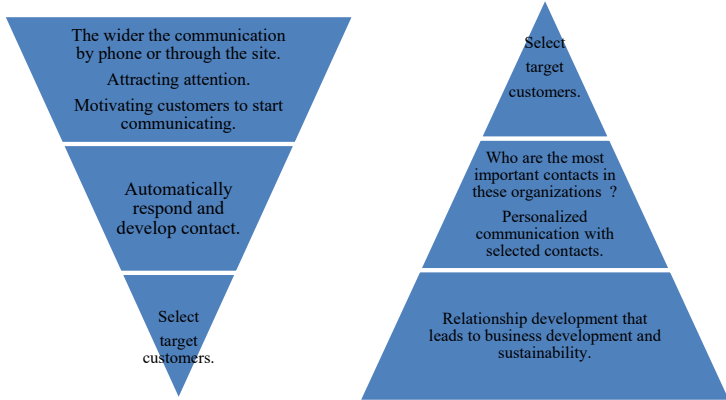 The wider the communication
by phone or through the site.
Attracting attention.
Motivating customers to start
communicating.
Automatically
respond and
develop contact.
Select
target
customers.
Select
target
customers.
Who are the most
important contacts in
these organizations  ?
Personalized
communication with
selected contacts.
Relationship development that
leads to business development and
sustainability.